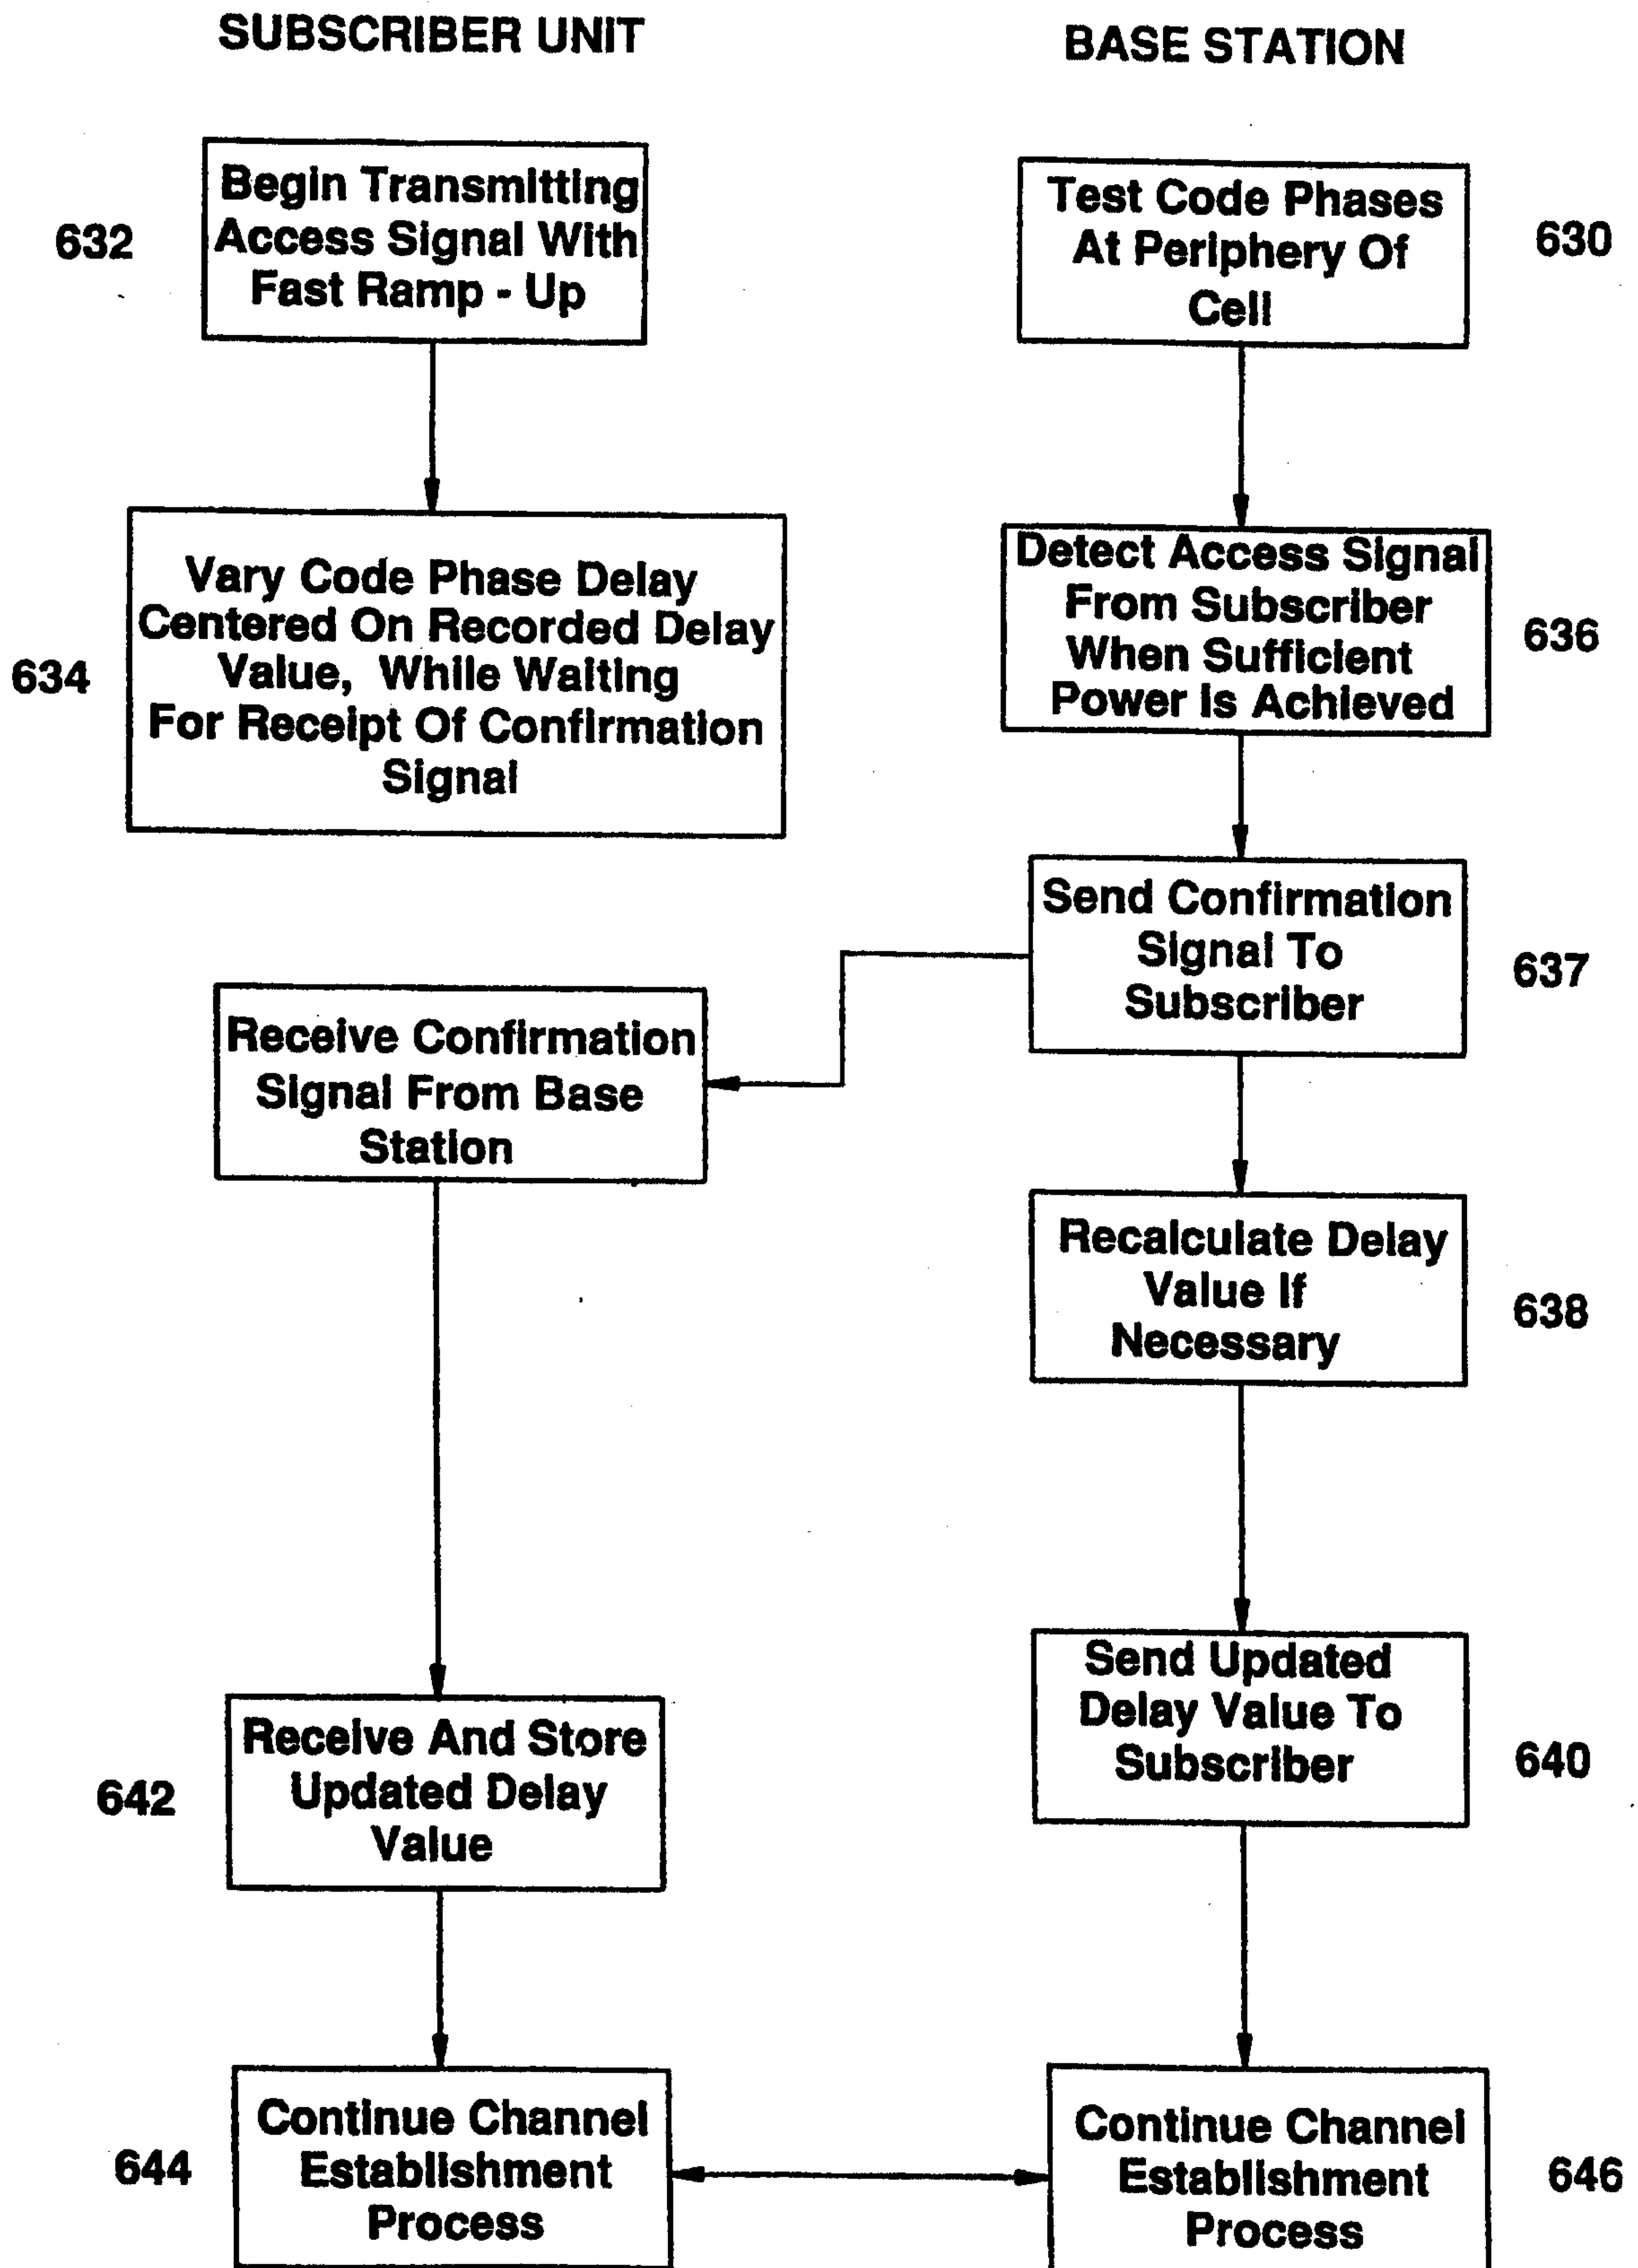 SUBSCRIBER UNIT
BASE STATION
632
Begin Transmitting
Access Signal With
Fast Ramp - Up
Test Code Phases
At Periphery Of
Cell
630
634
Vary Code Phase Delay
Centered On Recorded Delay
Value, While Waiting
For Receipt Of Confirmation
Signal
Detect Access Signal
From Subscriber
When Sufficient
Power Is Achieved
636
Send Confirmation
Signal To
Subscriber
637
Receive Confirmation
Signal From Base
Station
Recalculate Delay
Value If
Necessary
638
Send Updated
Delay Value To
Subscriber
640
642
Receive And Store
Updated Delay
Value
644
Continue Channel
Establishment
Process
Continue Channel
Establishment
Process
646